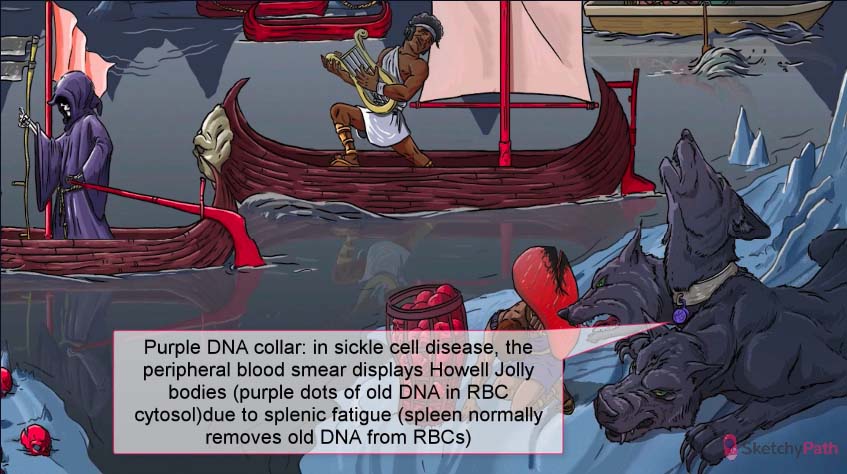 Purple DNA collar: in sickle cell disease, the
peripheral blood smear displays Howell Jolly
bodies (purple dots of old DNA in RBC
cytosol)due to splenic fatigue (spleen normally
removes old DNA from RBCs)
SketchyPath